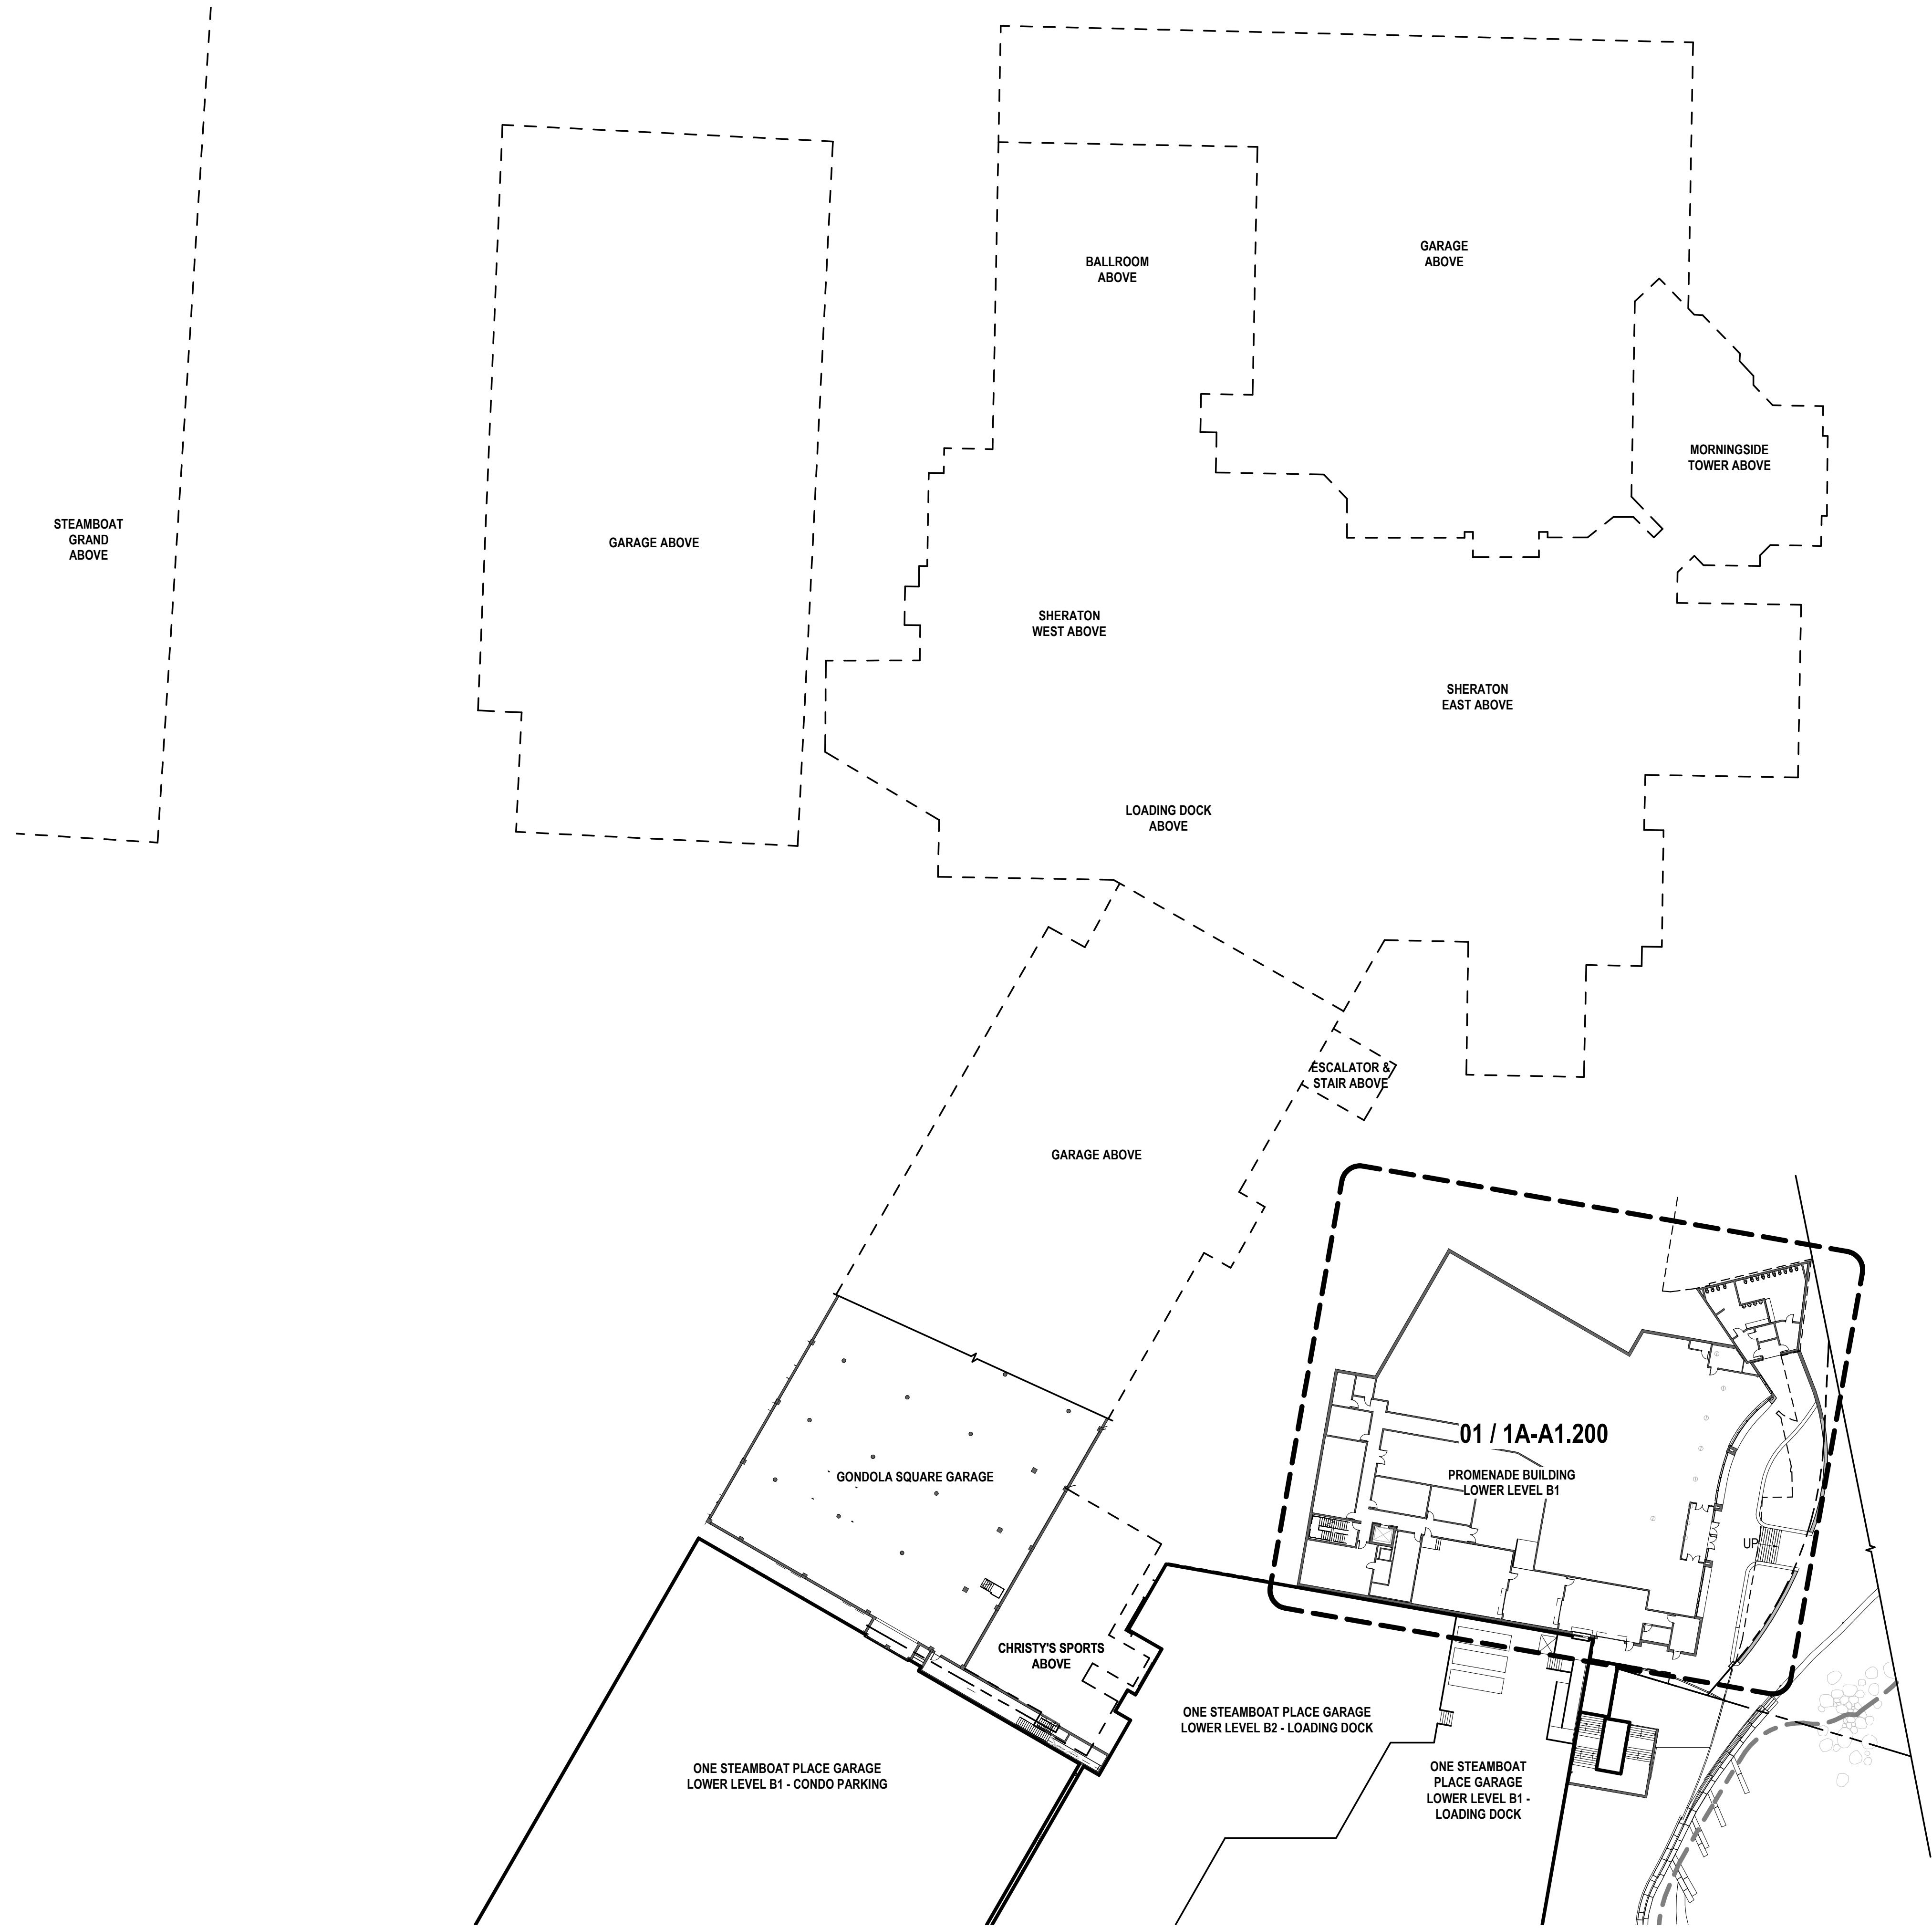 GARAGE
ABOVE
BALLROOM
ABOVE
MORNINGSIDE
TOWER ABOVE
STEAMBOAT
GRAND
ABOVE
GARAGE ABOVE
SHERATON
WEST ABOVE
SHERATON
EAST ABOVE
LOADING DOCK
ABOVE
ESCALATOR &
STAIR ABOVE
GARAGE ABOVE
01 / 1A-A1.200
PROMENADE BUILDING
LOWER LEVEL B1
GONDOLA SQUARE GARAGE
UP
CHRISTY'S SPORTS
ABOVE
ONE STEAMBOAT PLACE GARAGE
LOWER LEVEL B2 - LOADING DOCK
ONE STEAMBOAT PLACE GARAGE
LOWER LEVEL B1 - CONDO PARKING
ONE STEAMBOAT
PLACE GARAGE
LOWER LEVEL B1 -
LOADING DOCK